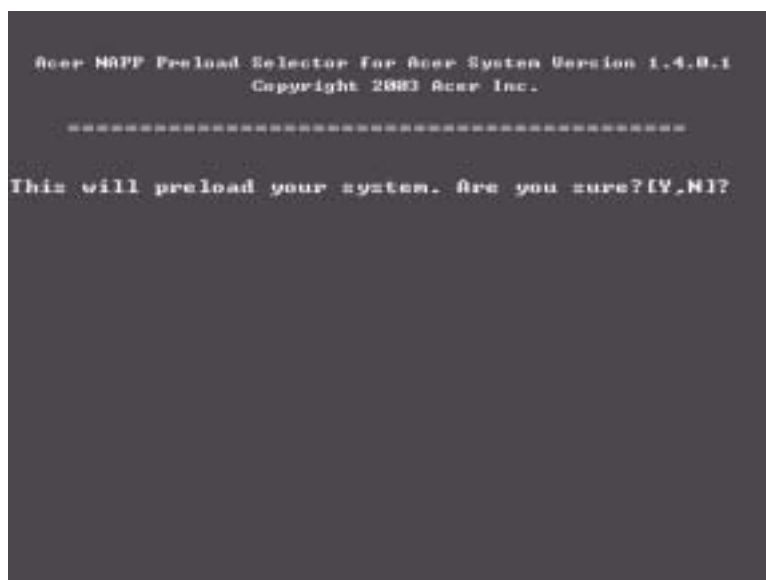 Acer NAPP Preload Selector for Acer System Version 1.4.0.1
Copyright 2003 Acer Inc.
===========================================
This will preload your system. Are you sure?[Y,N]?